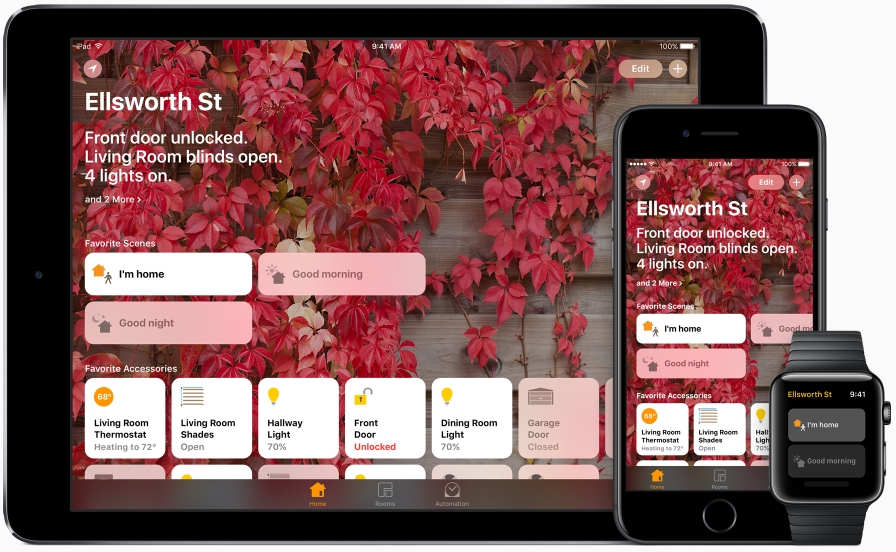 iPad 9:41 AM 100%
Edit
Ellsworth St
Front door unlocked.
Living Room blinds open.
4 lights on.
and 2 More >
Favorite Scenes
I'm home
Good morning
Good night
Favorite Accessories
68°
Living Room
Thermostat
Heating to 72°
Living Room
Shades
Open
Hallway
Light
70%
Front
Door
Unlocked
Dining Room
Light
70%
Garage
Door
Closed
Home
Rooms
Automation
9:41 AM 100%
Edit
Ellsworth St
Front door unlocked.
Living Room blinds open.
4 lights on.
and 2 More >
Favorite Scenes
I'm home
Good m
Good night
Favorite Accessories
68°
Living Room
Thermostat
Heating to 72°
Living Room
Shades
Open
Light
70%
Home
Rooms
Ellsworth St 9:41
I'm home
Good morning